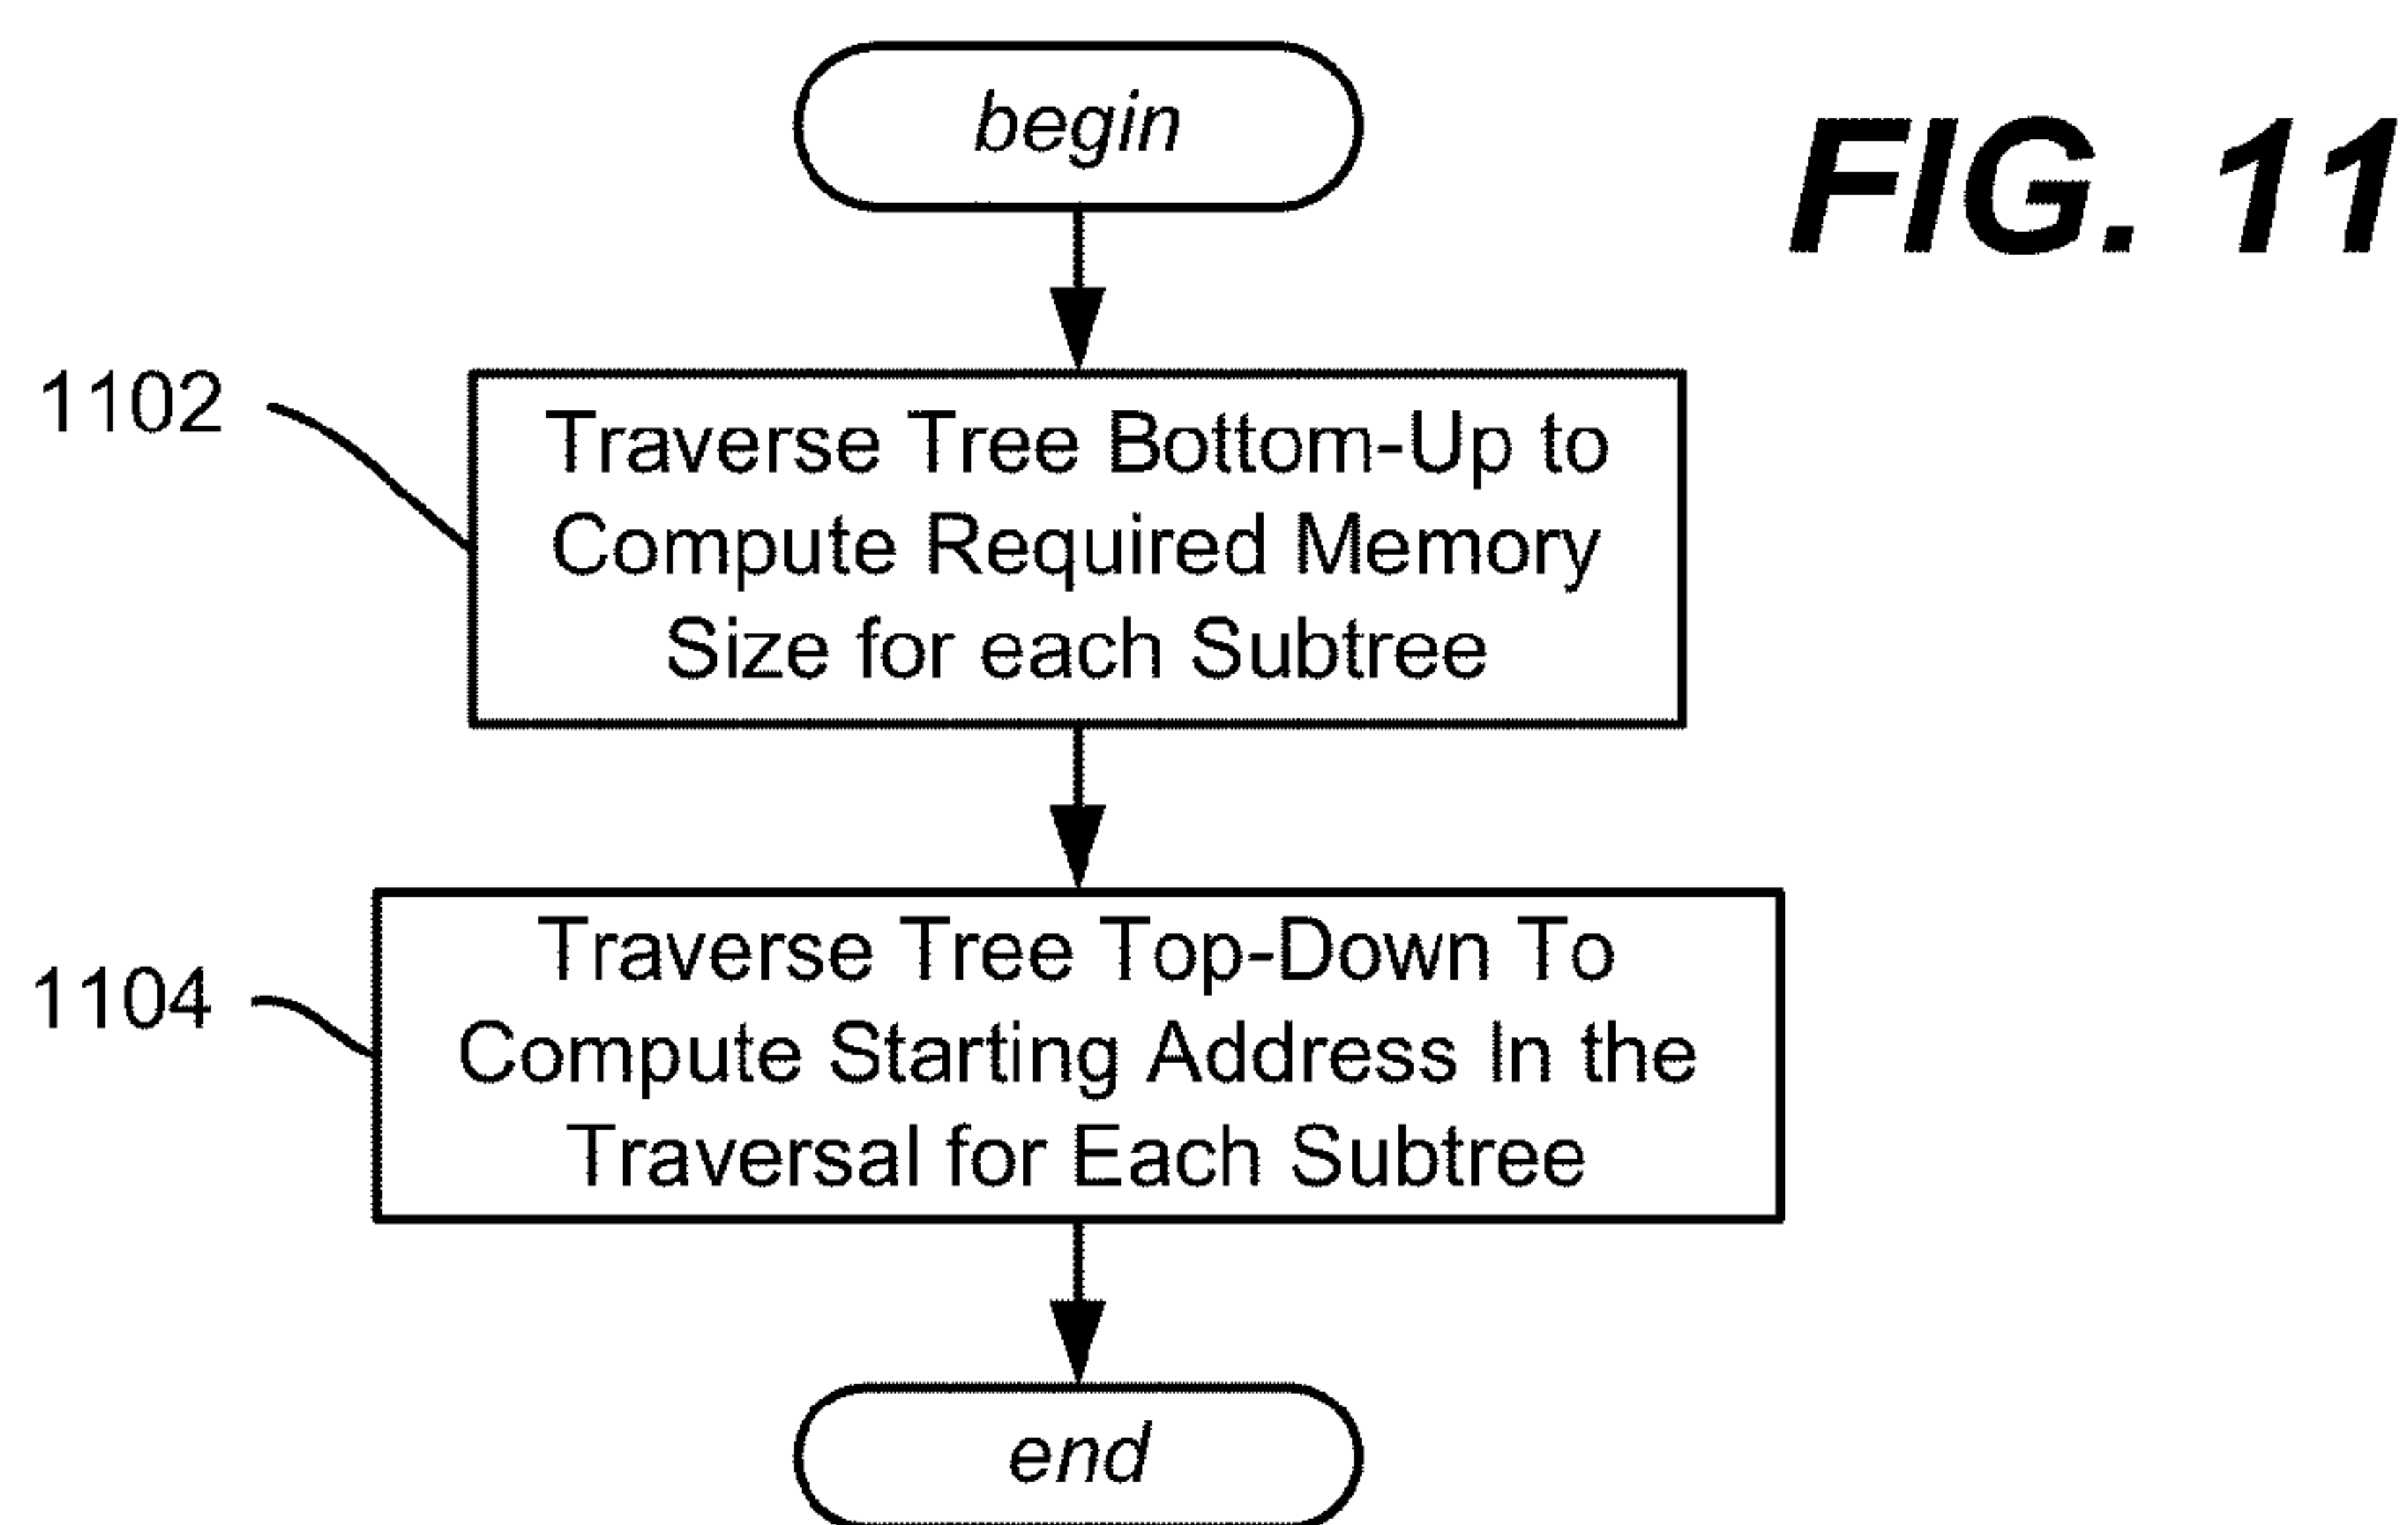 begin
FIG. 11
1102
Traverse Tree Bottom-Up to
Compute Required Memory
Size for each Subtree
1104
Traverse Tree Top-Down To
Compute Starting Address In the
Traversal for Each Subtree
end